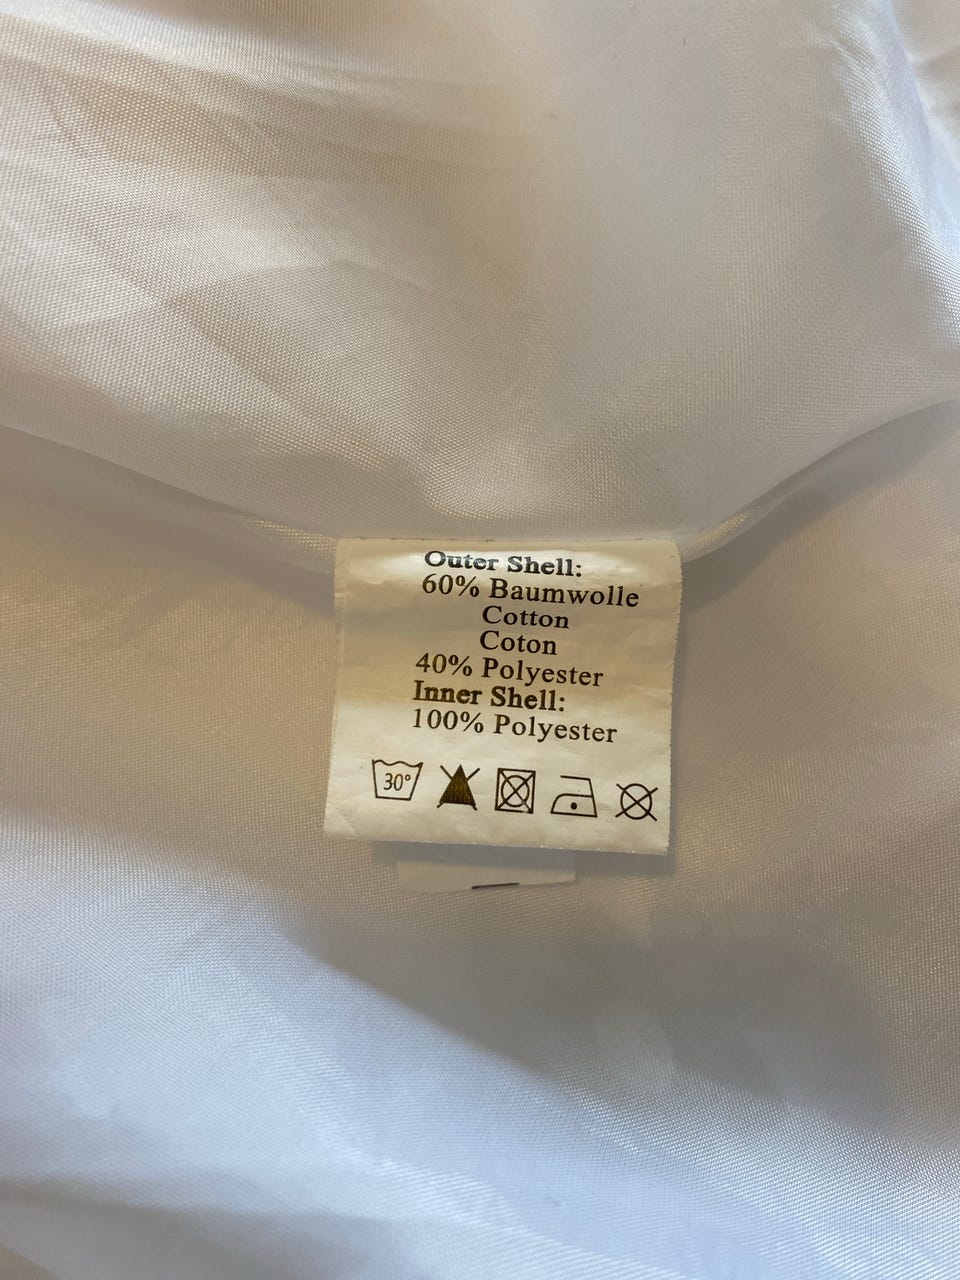 Outer Shell:
60% Baumwolle
Cotton
Coton
40% Polyester
Inner Shell:
100% Polyester
30°